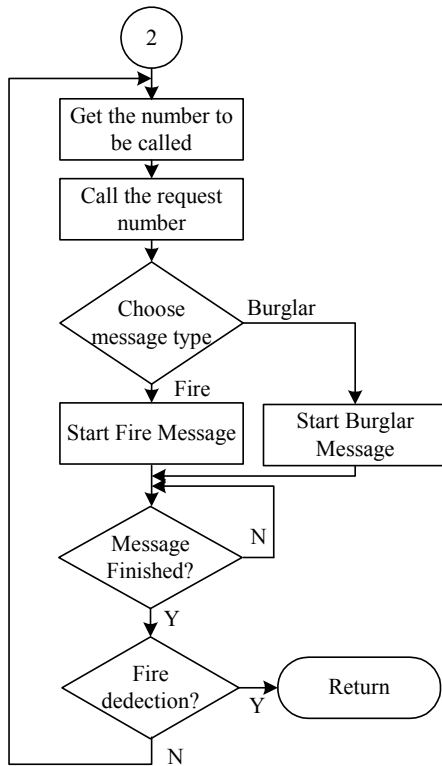 2
Get the number to
be called
Call the request
number
Choose
message type
Burglar
Fire
Start Fire Message
Start Burglar
Message
Message
Finished?
N
Y
Fire
dedection?
Y
Return
N